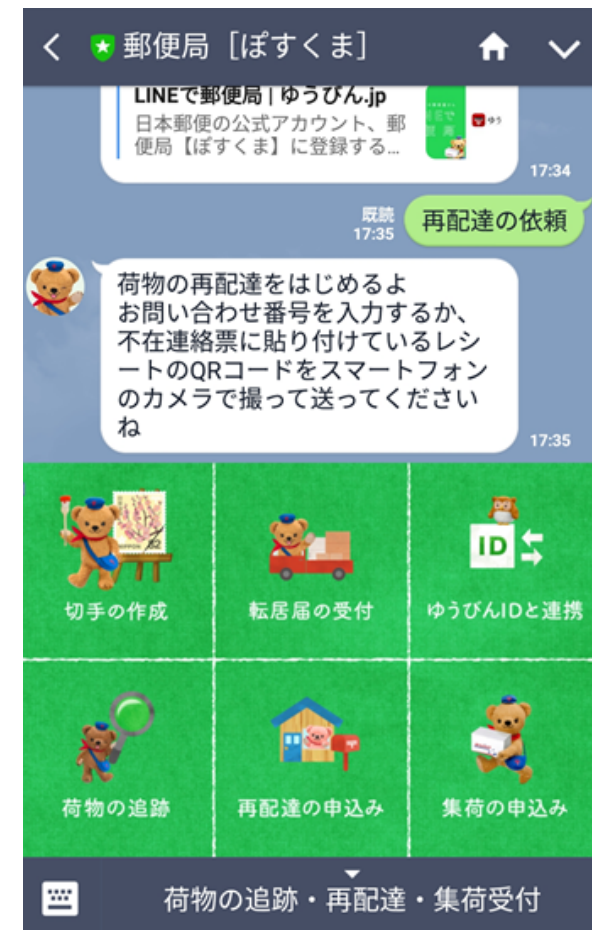 郵便局［ぽすくま］
LINEで郵便局 | ゆうびん.jp
日本郵便の公式アカウント、郵
便局【ぽすくま】に登録する...
17:34
既読
17:35
再配達の依頼
荷物の再配達をはじめるよ
お問い合わせ番号を入力するか、
不在連絡票に貼り付けているレシ
ートのQRコードをスマートフォン
のカメラで撮って送ってください
ね
17:35
ID
切手の作成
転居届の受付
ゆうびんIDと連携
荷物の追跡
再配達の申込み
集荷の申込み
荷物の追跡・再配達・集荷受付